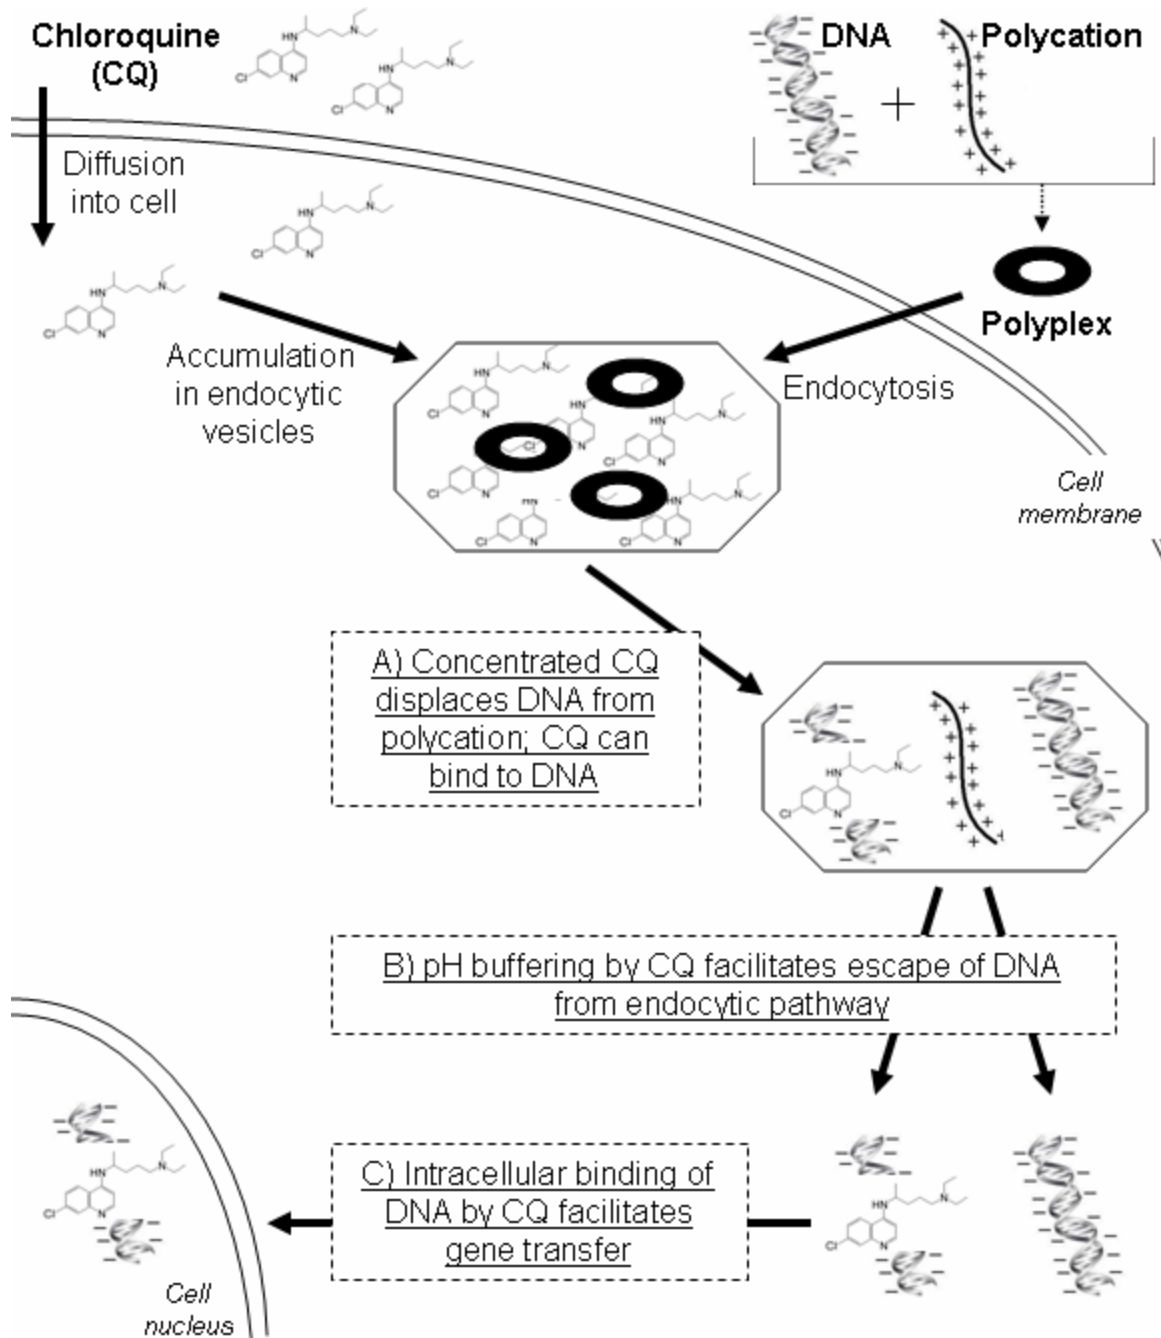 Chloroquine
(CQ)
DNA
+
Polycation
Diffusion
into cell
Polyplex
Accumulation
in endocytic
vesicles
Endocytosis
Cell
membrane
A) Concentrated CQ
displaces DNA from
polycation; CQ can
bind to DNA
B) pH buffering by CQ facilitates escape of DNA
from endocytic pathway
C) Intracellular binding of
DNA by CQ facilitates
gene transfer
Cell
nucleus